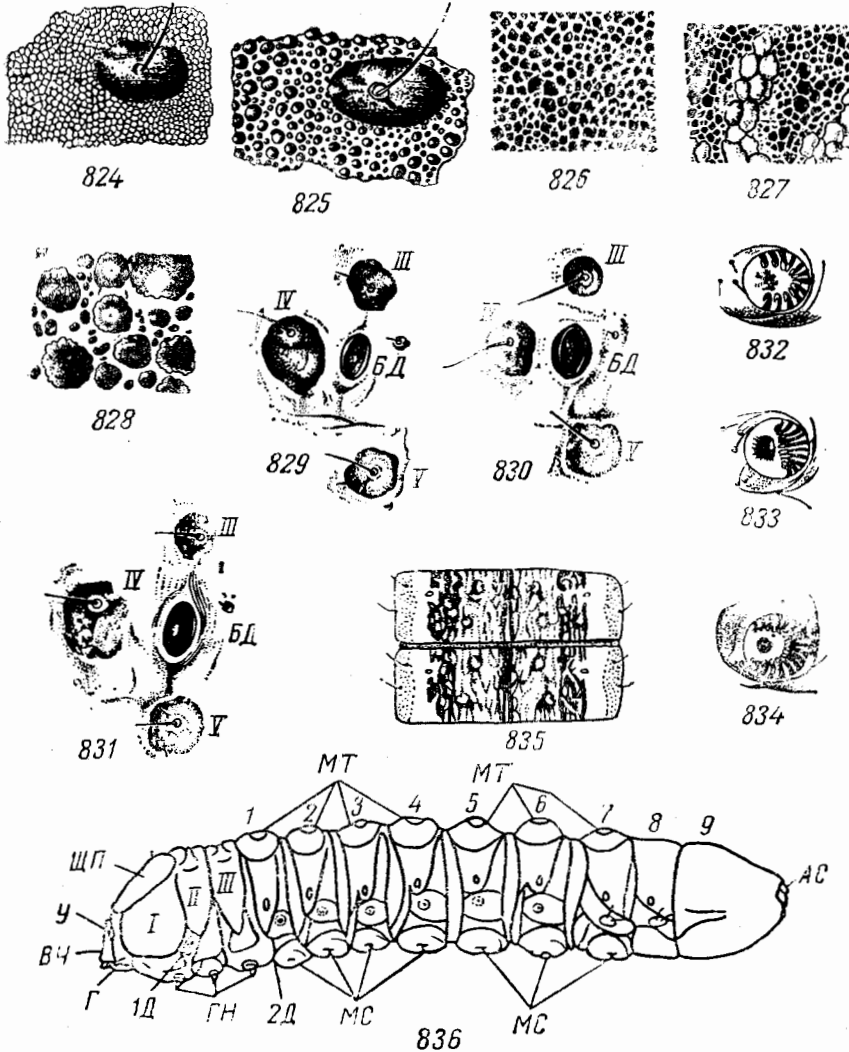 824
825
826
827
828
III
IV
БД
V
829
III
IV
БД
V
830
832
833
III
IV
БД
V
831
835
834
МТ МТ
1 2 3 4 5 6 7 8 9
ЩП
I II III
У
ВЧ
Г
1Д
ГН
2Д
МС
МС
АС
836